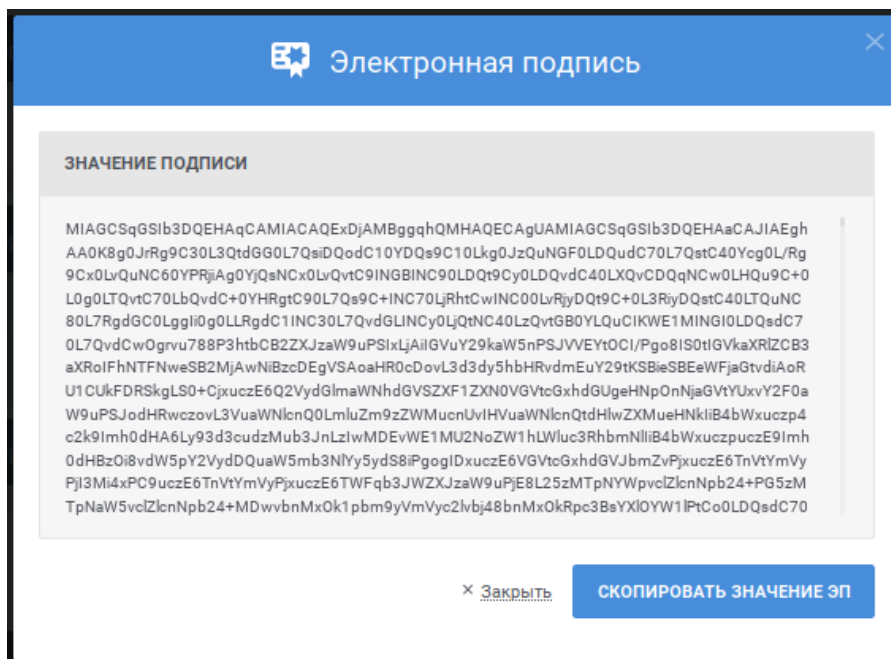 Электронная подпись
ЗНАЧЕНИЕ ПОДПИСИ
MIAGCSqGSIb3DQEHAqCAMIACAQExDjAMBggqhQMHAQECAgUAMIAGCSqGSIb3DQEHAaCAJIAEgh
AA0K8g0JrRg9C30L3QtdGG0L7QsiDQodC10YDQs9C10Lkg0JzQuNGF0LDQudC70L7QstC40Ycg0L/Rg
9Cx0LvQuNC60YPRjiAg0YjQsNCx0LvQvtC9INGBINC90LDQt9Cy0LDQvdC40LXQvCDQqNCw0LHQu9C+0
L0g0LTQvtC70LbQvdC+0YHRgtC90L7Qs9C+INC70LjRhtCwINC00LvRjyDQt9C+0L3RiyDQstC40LTQuNC
80L7RgdGC0LggIi0g0LLRgdC1INC30L7QvdGLINCy0LjQtNC40LzQvtGB0YLQuCIKWE1MINGI0LDQsdC7
0L7QvdCwOgrvu788P3htbCB2ZXJzaW9uPSIxLjAiIGVuY29kaW5nPSJVVEYtOCI/Pgo8IS0tIGVkaXRlZCB3
aXRoIFhNTFNweSB2MjAwNiBzcDEgVSAoaHR0cDovL3d3dy5hbHRvdmEuY29tKSBieSBEeWFjaGtvdiAoR
U1CUkFDRSkgLS0+CjxuczE6Q2VydGlmaWNhdGVSZXF1ZXN0VGVtcGxhdGUgeHNpOnNjaGVtYUxvY2F0a
W9uPSJodHRwczovL3VuaWNlcnQ0LmluZm9zZWMucnUvIHVuaWNlcnQtdHlwZXMueHNkIiB4bWxuczp4
c2k9Imh0dHA6Ly93d3cudzMub3JnLzIwMDEvWE1MU2NoZW1hLWluc3RhbmNlIiB4bWxuczpuczE9Imh
0dHBzOi8vdW5pY2VydDQuaW5mb3NlYy5ydS8iPgogIDxuczE6VGVtcGxhdGVJbmZvPjxuczE6TnVtYmVy
PjI3Mi4xPC9uczE6TnVtYmVyPjxuczE6TWFqb3JWZXJzaW9uPjE8L25zMTpNYWpvclZlcnNpb24+PG5zM
TpNaW5vclZlcnNpb24+MDwvbnMxOk1pbm9yVmVyc2lvbj48bnMxOkRpc3BsYXlOYW1lPtCo0LDQsdC70
× Закрыть
СКОПИРОВАТЬ ЗНАЧЕНИЕ ЭП